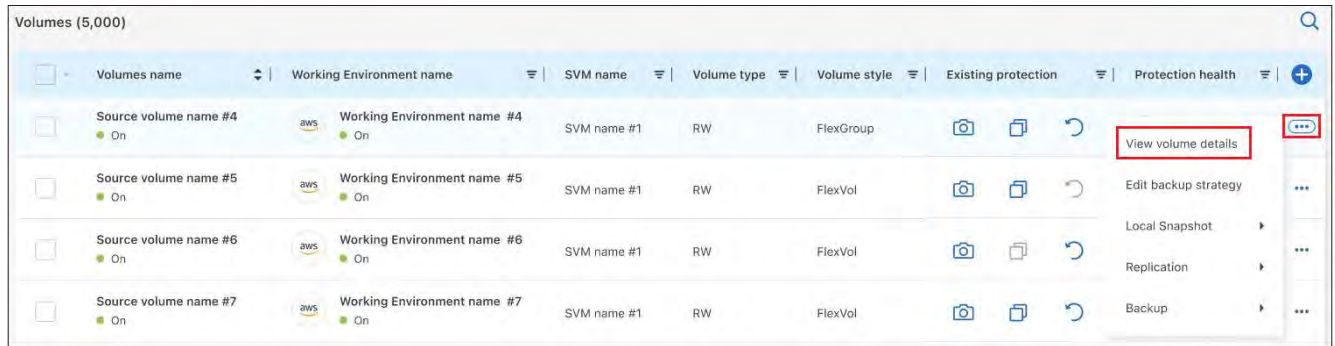 Volumes (5,000)
Volumes name Working Environment name SVM name Volume type Volume style Existing protection Protection health
Source volume name #4 aws Working Environment name #4 SVM name #1 RW FlexGroup
On On
View volume details
Source volume name #5 aws Working Environment name #5 SVM name #1 RW FlexVol
On On
Edit backup strategy
Local Snapshot
Source volume name #6 aws Working Environment name #6 SVM name #1 RW FlexVol
On On
Replication
Source volume name #7 aws Working Environment name #7 SVM name #1 RW FlexVol
On On
Backup